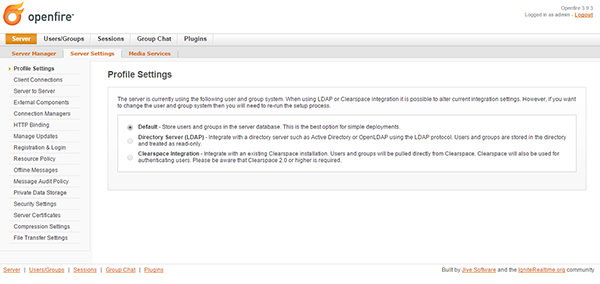 openfire
Openfire 3.9.3
Logged in as admin - Logout
Server Users/Groups Sessions Group Chat Plugins
Server Manager Server Settings Media Services
Profile Settings
Client Connections
Server to Server
External Components
Connection Managers
HTTP Binding
Manage Updates
Registration & Login
Resource Policy
Offline Messages
Message Audit Policy
Private Data Storage
Security Settings
Server Certificates
Compression Settings
File Transfer Settings
Profile Settings
The server is currently using the following user and group system. When using LDAP or Clearspace integration it is possible to alter current integration settings. However, if you want
to change the user and group system then you will need to rerun the setup process.
Default - Store users and groups in the server database. This is the best option for simple deployments.
Directory Server (LDAP) - Integrate with a directory server such as Active Directory or OpenLDAP using the LDAP protocol. Users and groups are stored in the directory
and treated as read-only.
Clearspace Integration - Integrate with an existing Clearspace installation. Users and groups will be pulled directly from Clearspace. Clearspace will also be used for
authenticating users. Please be aware that Clearspace 2.0 or higher is required.
Server | Users/Groups | Sessions | Group Chat | Plugins
Built by Jive Software and the IgniteRealtime.org community